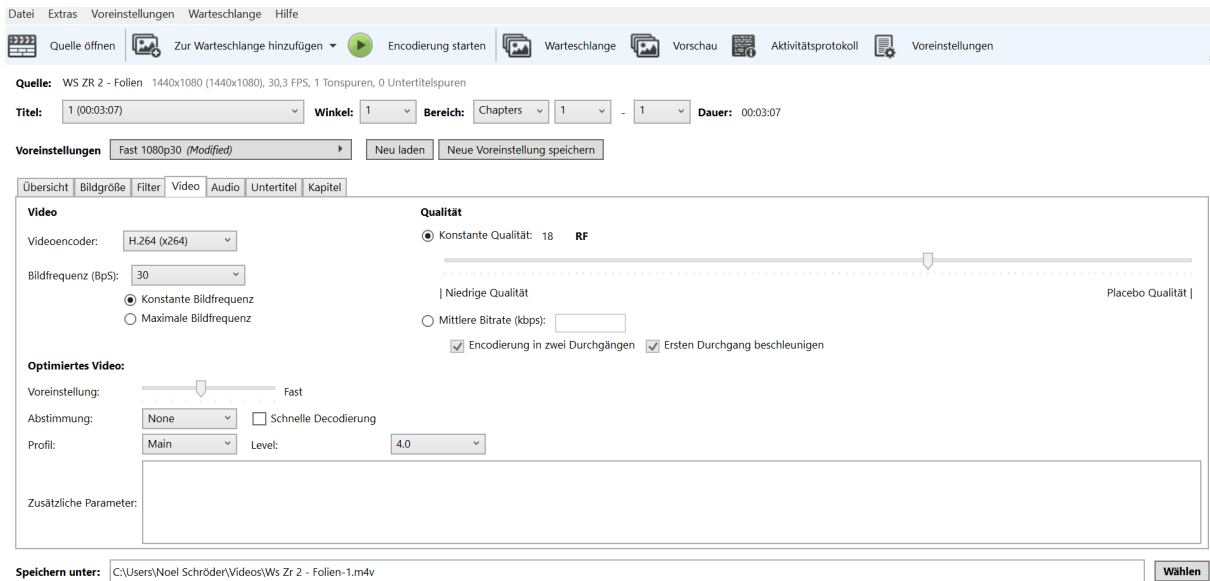 Datei Extras Voreinstellungen Warteschlange Hilfe
Quelle öffnen Zur Warteschlange hinzufügen Encodierung starten Warteschlange Vorschau Aktivitätsprotokoll Voreinstellungen
Quelle: WS ZR 2 - Folien 1440x1080 (1440x1080), 30,3 FPS, 1 Tonspuren, 0 Untertitelspuren
Titel: 1 (00:03:07) Winkel: 1 Bereich: Chapters 1 - 1 Dauer: 00:03:07
Voreinstellungen Fast 1080p30 (Modified) Neu laden Neue Voreinstellung speichern
Übersicht Bildgröße Filter Video Audio Untertitel Kapitel
Video Qualität
Videoencoder: H.264 (x264) Konstante Qualität: 18 RF
Bildfrequenz (BpS): 30
Konstante Bildfrequenz | Niedrige Qualität Placebo Qualität |
Maximale Bildfrequenz Mittlere Bitrate (kbps):
Encodierung in zwei Durchgängen Ersten Durchgang beschleunigen
Optimiertes Video:
Voreinstellung: Fast
Abstimmung: None Schnelle Decodierung
Profil: Main Level: 4.0
Zusätzliche Parameter:
Speichern unter: C:\Users\Noel Schröder\Videos\Ws Zr 2 - Folien-1.m4v Wählen